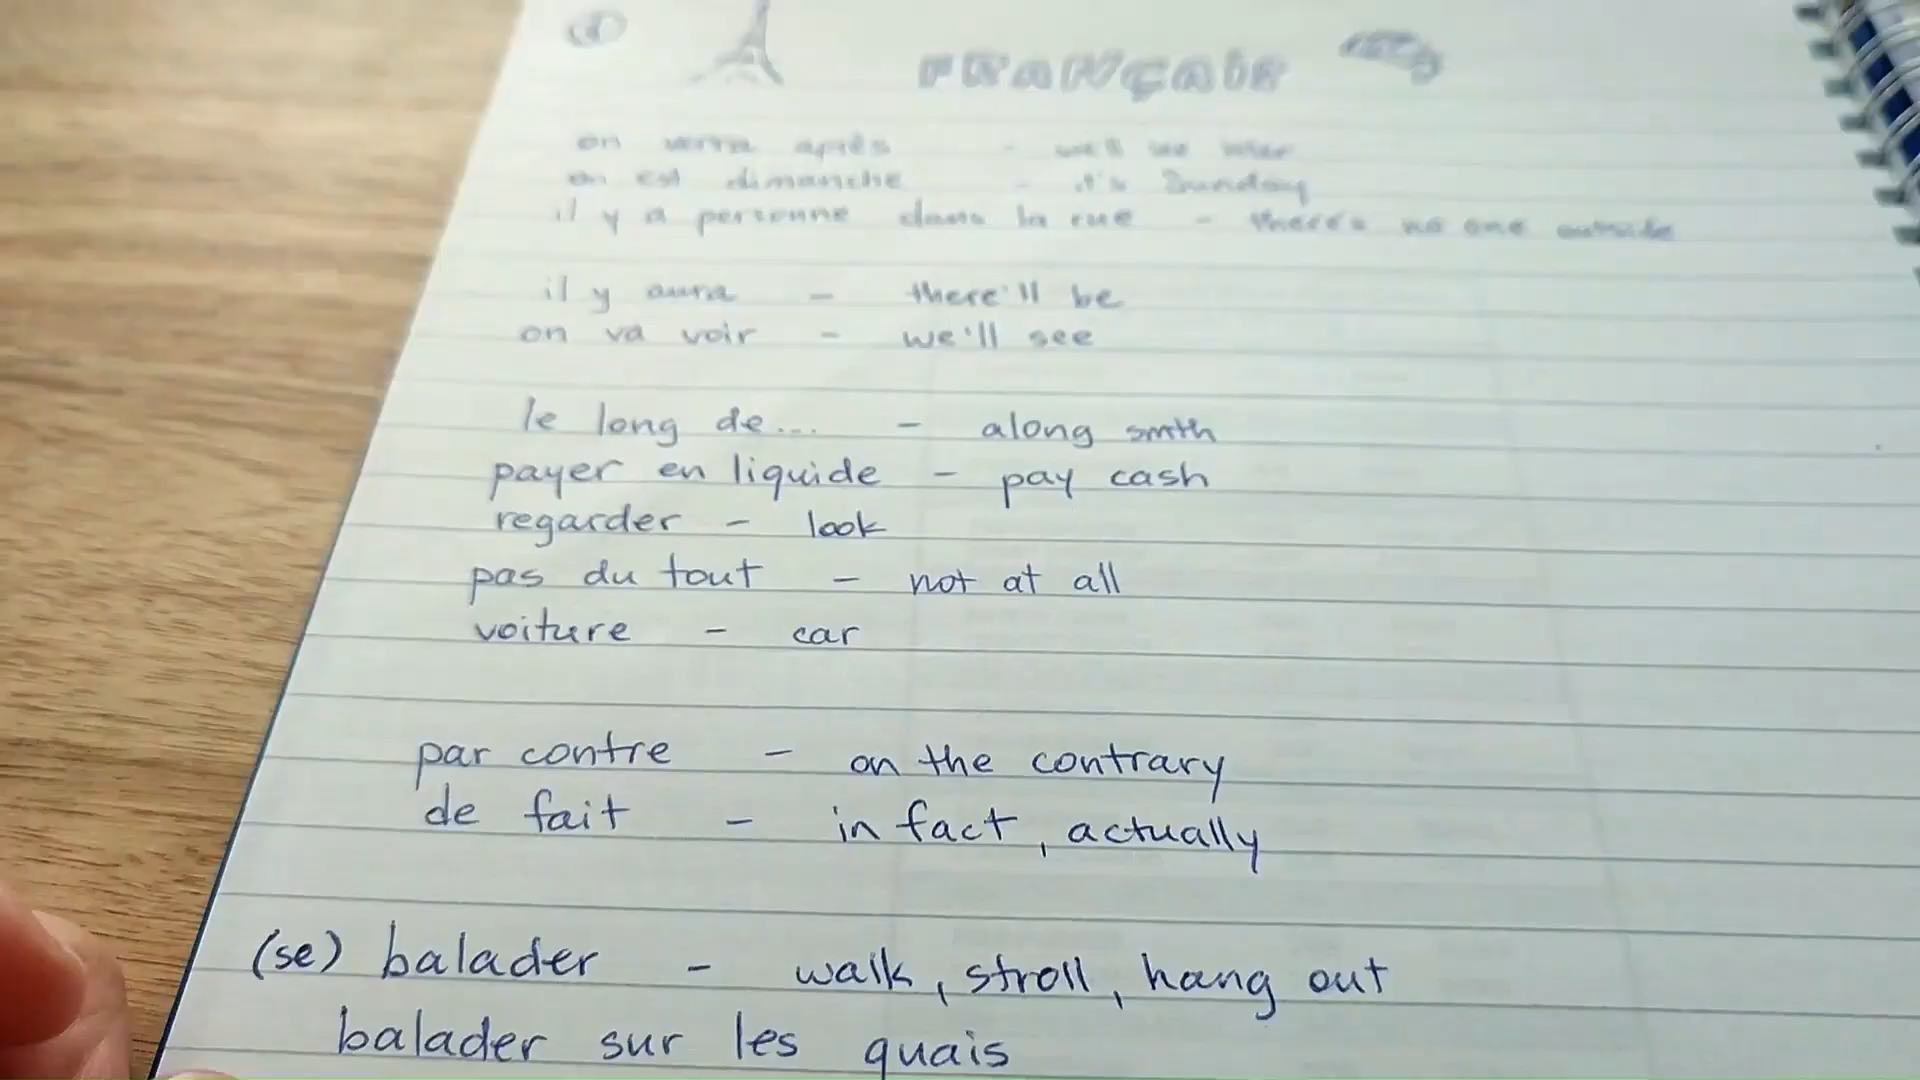 FRANÇAIS
on verra après - we'll see later
on est dimanche - it's Sunday
il y a personne dans la rue - there's no one outside
il y aura - there'll be
on va voir - we'll see
le long de... - along smth
payer en liquide - pay cash
regarder - look
pas du tout - not at all
voiture - car
par contre - on the contrary
de fait - in fact, actually
(se) balader - walk, stroll, hang out
balader sur les quais